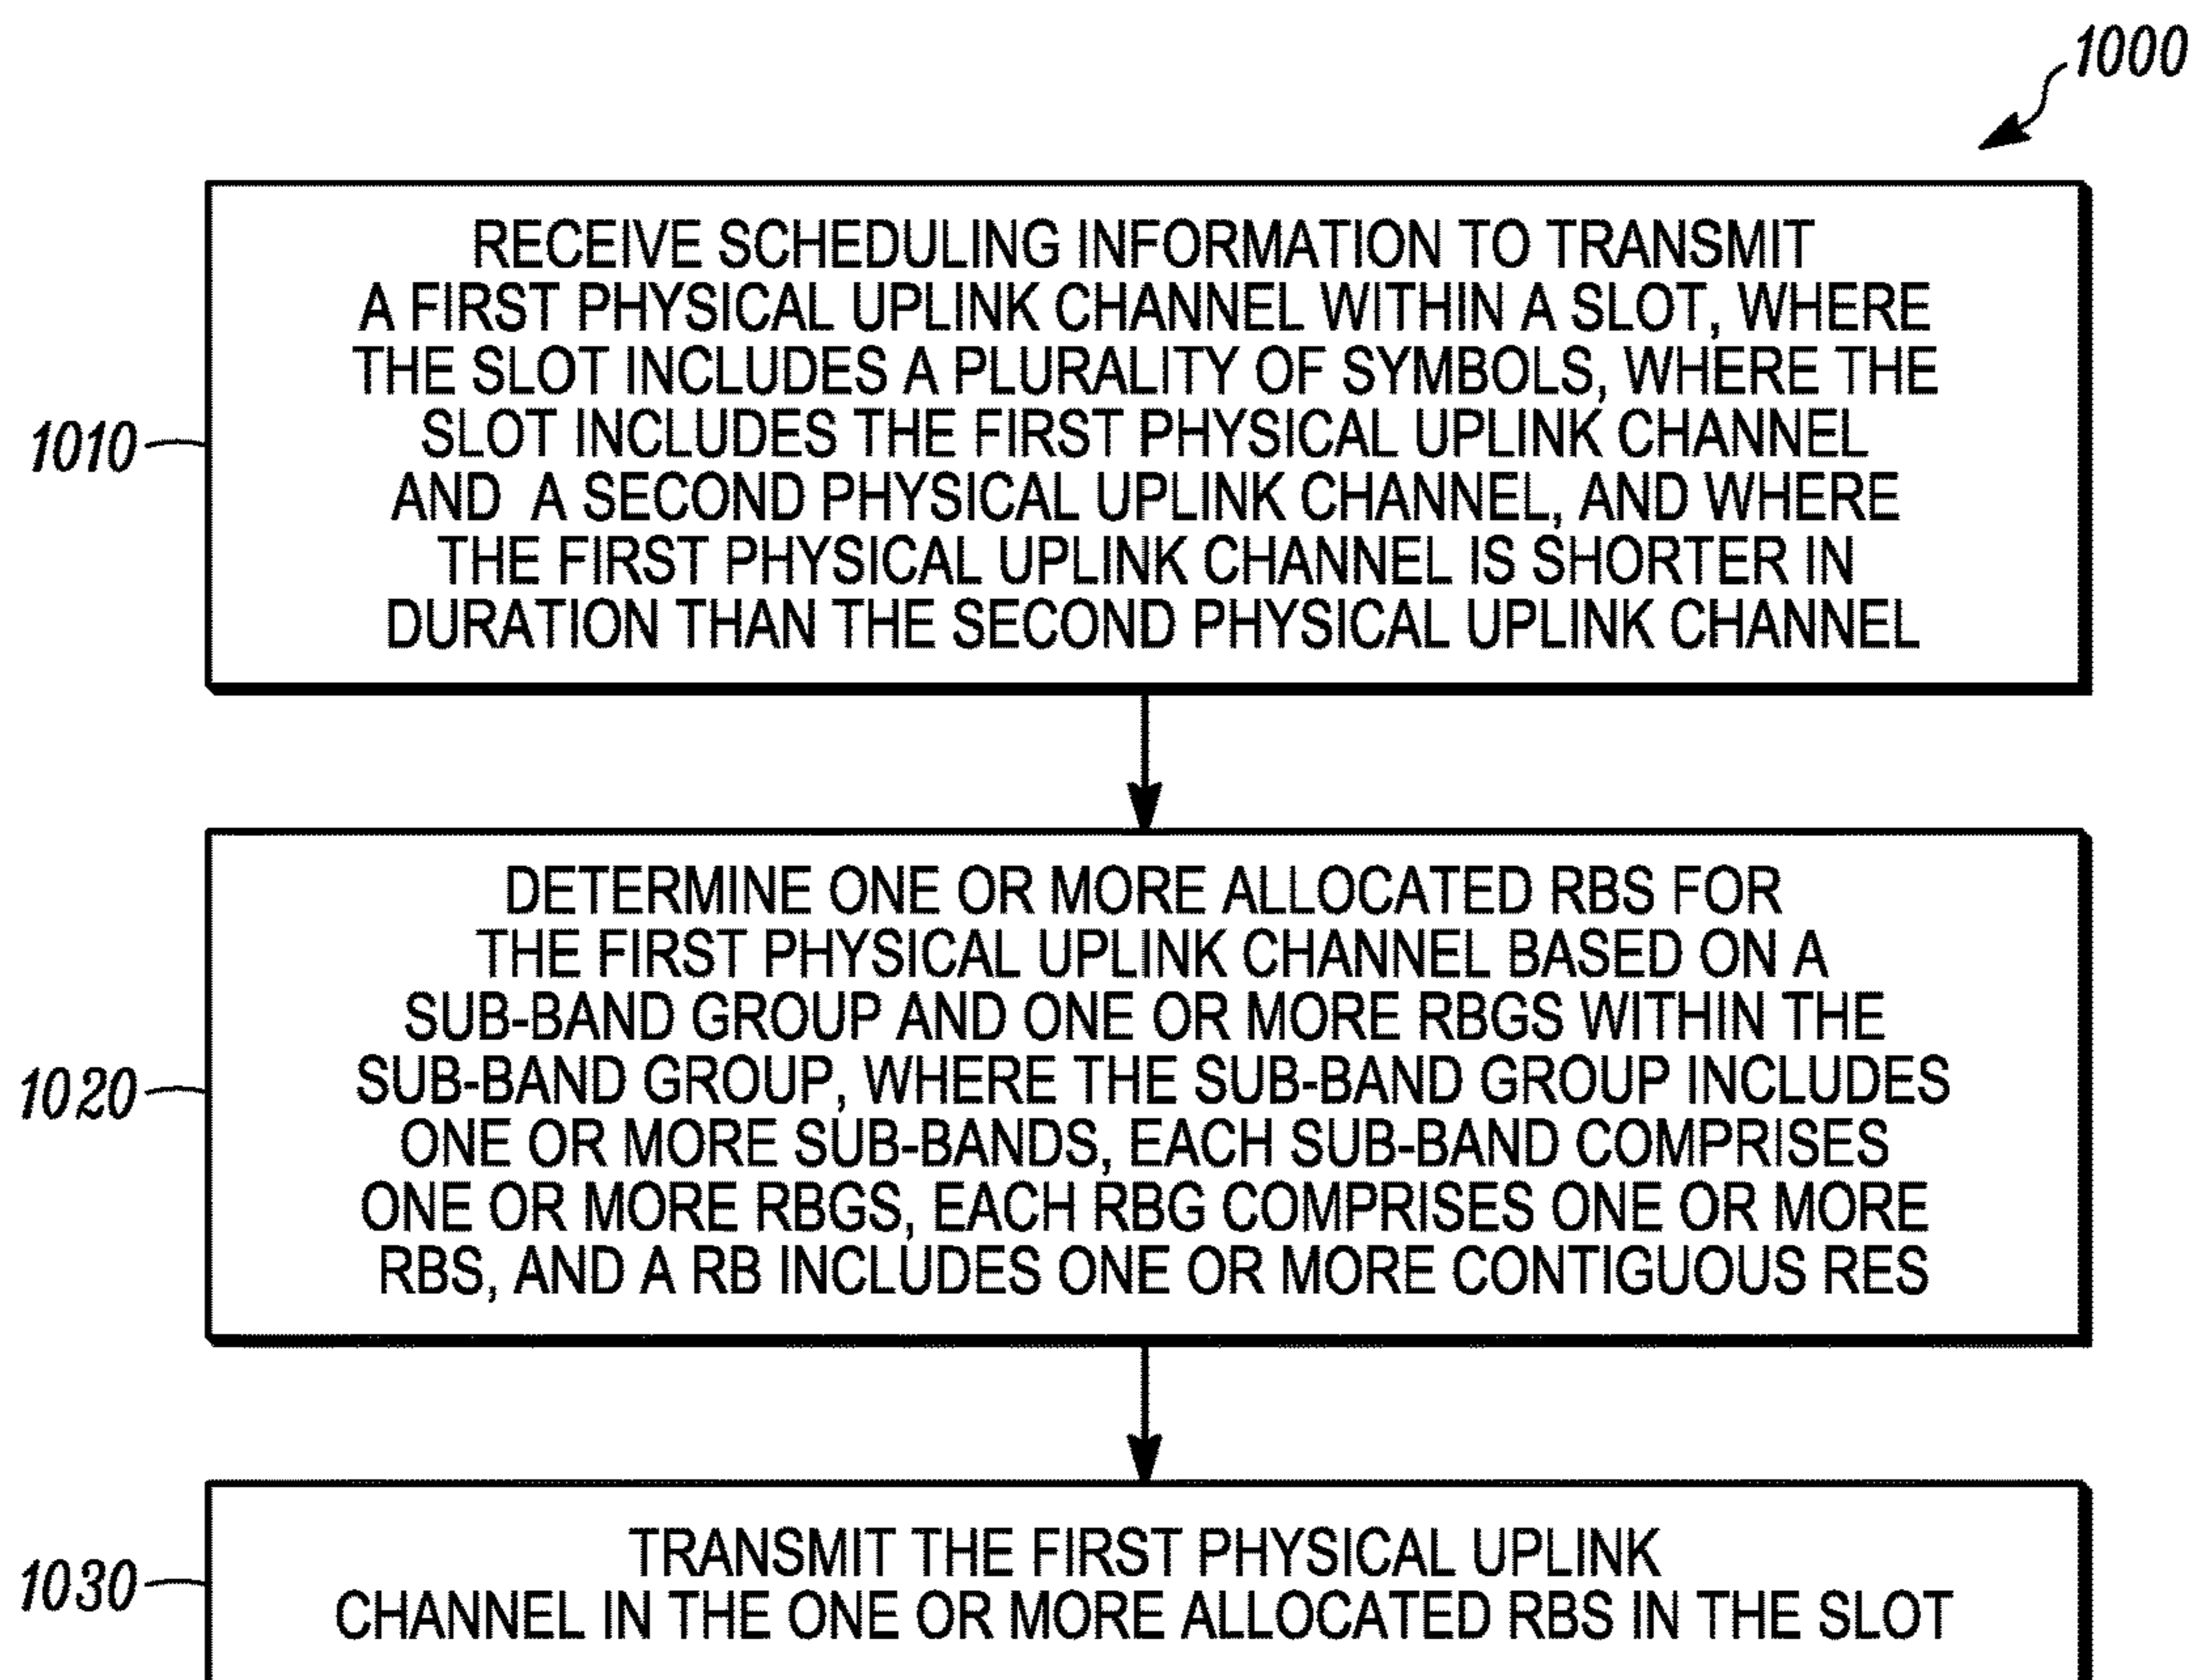 1000
RECEIVE SCHEDULING INFORMATION TO TRANSMIT
A FIRST PHYSICAL UPLINK CHANNEL WITHIN A SLOT, WHERE
THE SLOT INCLUDES A PLURALITY OF SYMBOLS, WHERE THE
SLOT INCLUDES THE FIRST PHYSICAL UPLINK CHANNEL
AND A SECOND PHYSICAL UPLINK CHANNEL, AND WHERE
THE FIRST PHYSICAL UPLINK CHANNEL IS SHORTER IN
DURATION THAN THE SECOND PHYSICAL UPLINK CHANNEL
1010
DETERMINE ONE OR MORE ALLOCATED RBS FOR
THE FIRST PHYSICAL UPLINK CHANNEL BASED ON A
SUB-BAND GROUP AND ONE OR MORE RBGS WITHIN THE
SUB-BAND GROUP, WHERE THE SUB-BAND GROUP INCLUDES
ONE OR MORE SUB-BANDS, EACH SUB-BAND COMPRISES
ONE OR MORE RBGS, EACH RBG COMPRISES ONE OR MORE
RBS, AND A RB INCLUDES ONE OR MORE CONTIGUOUS RES
1020
TRANSMIT THE FIRST PHYSICAL UPLINK
CHANNEL IN THE ONE OR MORE ALLOCATED RBS IN THE SLOT
1030